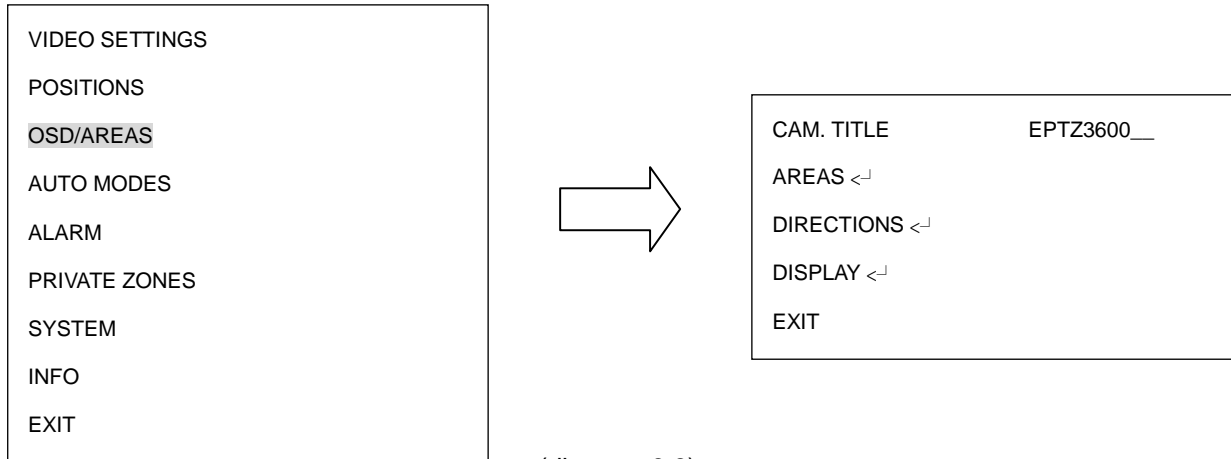 VIDEO SETTINGS
POSITIONS
OSD/AREAS
AUTO MODES
ALARM
PRIVATE ZONES
SYSTEM
INFO
EXIT
CAM. TITLE EPTZ3600__
AREAS <┘
DIRECTIONS <┘
DISPLAY <┘
EXIT